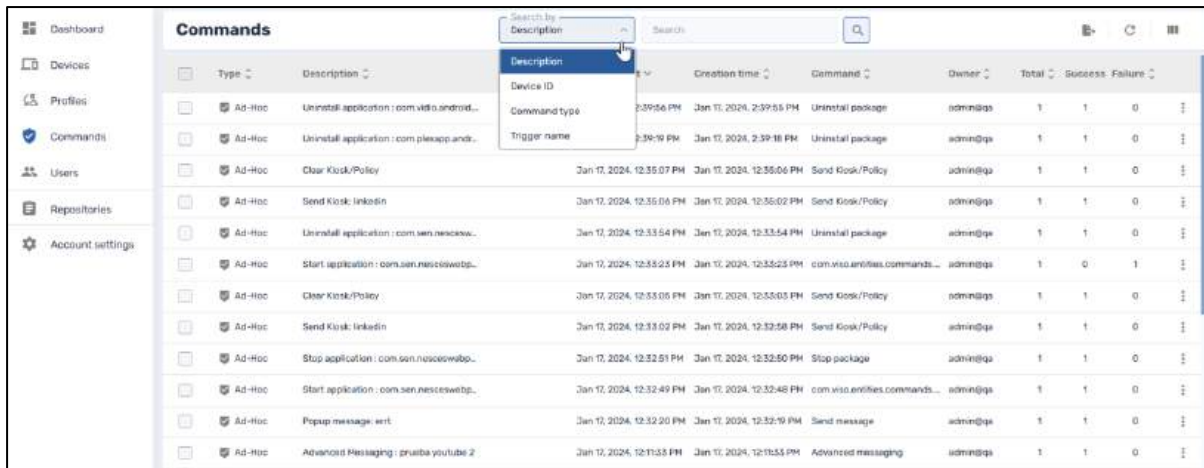 Dashboard
Devices
Profiles
Commands
Users
Repositories
Account settings
Commands
Search by
Description
Search
Description
Device ID
Command type
Trigger name
Type Description Creation time Command Owner Total Success Failure
Ad-Hoc Uninstall application : com.vidio.android... 2:39:56 PM Jan 17, 2024, 2:39:55 PM Uninstall package admin@qa 1 1 0
Ad-Hoc Uninstall application : com.plexapp.andr... 2:39:19 PM Jan 17, 2024, 2:39:18 PM Uninstall package admin@qa 1 1 0
Ad-Hoc Clear Kiosk/Policy Jan 17, 2024, 12:35:07 PM Jan 17, 2024, 12:35:06 PM Send Kiosk/Policy admin@qa 1 1 0
Ad-Hoc Send Kiosk: linkedin Jan 17, 2024, 12:35:06 PM Jan 17, 2024, 12:35:02 PM Send Kiosk/Policy admin@qa 1 1 0
Ad-Hoc Uninstall application : com.sen.nescesw... Jan 17, 2024, 12:33:54 PM Jan 17, 2024, 12:33:54 PM Uninstall package admin@qa 1 1 0
Ad-Hoc Start application : com.sen.nesceswebp... Jan 17, 2024, 12:33:23 PM Jan 17, 2024, 12:33:23 PM com.viso.entities.commands... admin@qa 1 0 1
Ad-Hoc Clear Kiosk/Policy Jan 17, 2024, 12:33:05 PM Jan 17, 2024, 12:33:03 PM Send Kiosk/Policy admin@qa 1 1 0
Ad-Hoc Send Kiosk: linkedin Jan 17, 2024, 12:33:02 PM Jan 17, 2024, 12:32:58 PM Send Kiosk/Policy admin@qa 1 1 0
Ad-Hoc Stop application : com.sen.nesceswebp... Jan 17, 2024, 12:32:51 PM Jan 17, 2024, 12:32:50 PM Stop package admin@qa 1 1 0
Ad-Hoc Start application : com.sen.nesceswebp... Jan 17, 2024, 12:32:49 PM Jan 17, 2024, 12:32:48 PM com.viso.entities.commands... admin@qa 1 1 0
Ad-Hoc Popup message: errt Jan 17, 2024, 12:32:20 PM Jan 17, 2024, 12:32:19 PM Send message admin@qa 1 1 0
Ad-Hoc Advanced Messaging : prueba youtube 2 Jan 17, 2024, 12:11:33 PM Jan 17, 2024, 12:11:33 PM Advanced messaging admin@qa 1 1 0